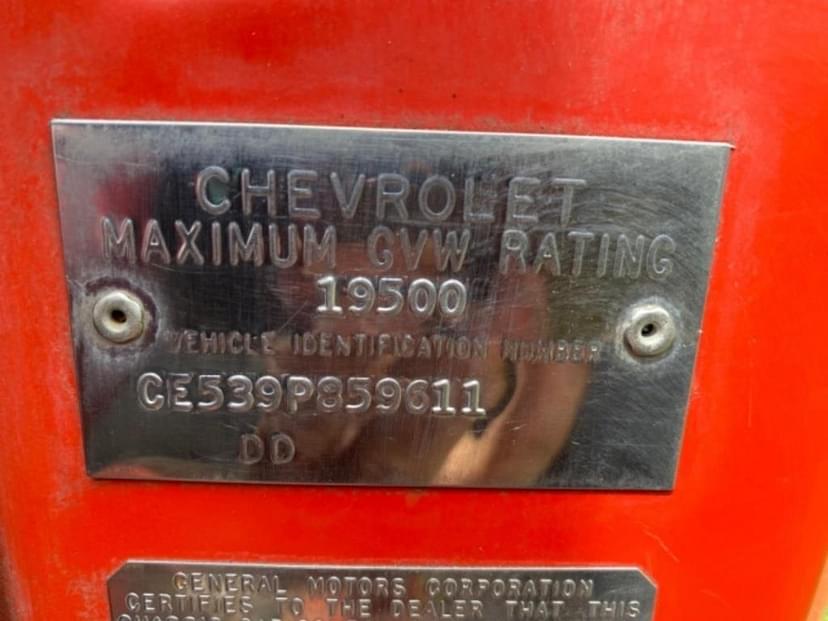 CHEVROLET
MAXIMUM GVW RATING
19500
VEHICLE IDENTIFICATION NUMBER
CE539P859611
DD
GENERAL MOTORS CORPORATION
CERTIFIES TO THE DEALER THAT THIS